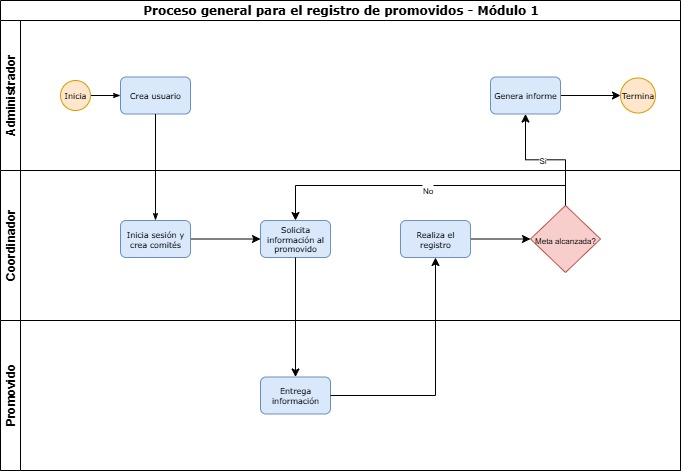 Proceso general para el registro de promovidos - Módulo 1
Administrador
Inicia
Crea usuario
Genera informe
Termina
Si
Coordinador
No
Inicia sesión y
crea comités
Solicita
información al
promovido
Realiza el
registro
Meta alcanzada?
Promovido
Entrega
información